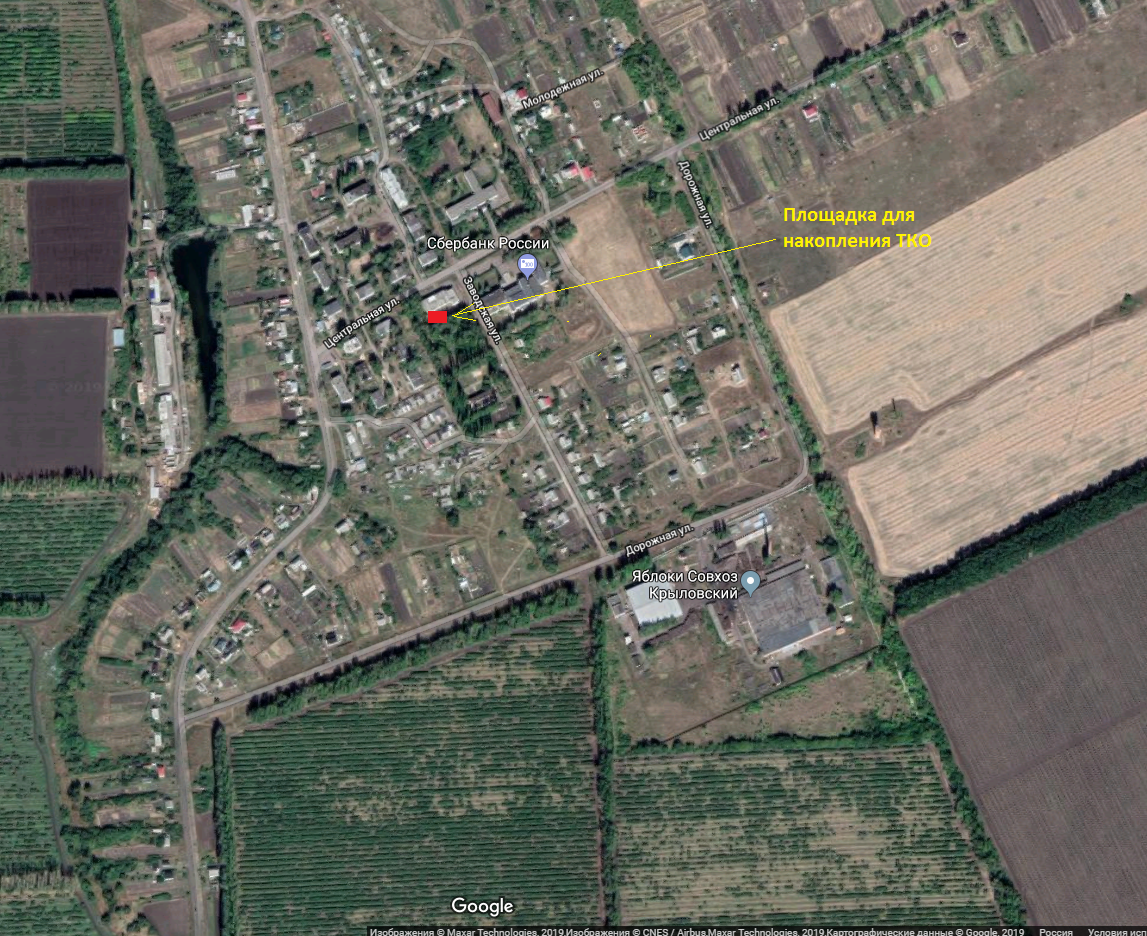 Молодежная ул.
Центральная ул.
Дорожная ул.
Площадка для
накопления ТКО
Сбербанк России
Заводская ул.
Центральная ул.
Дорожная ул.
Яблоки Совхоз
Крыловский
Google
Изображения © Maxar Technologies, 2019,Изображения © CNES / Airbus,Maxar Technologies, 2019,Картографические данные © Google, 2019 Россия Условия исп